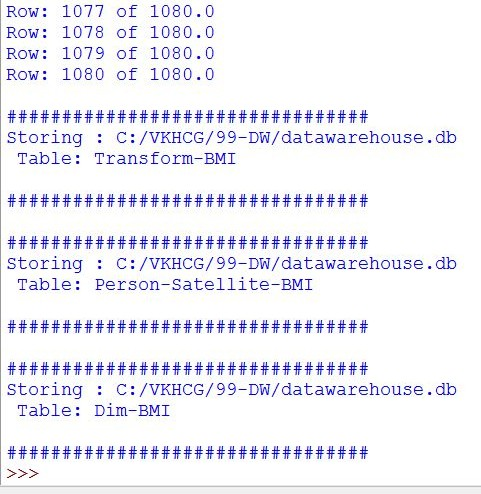 Row: 1077 of 1080.0
Row: 1078 of 1080.0
Row: 1079 of 1080.0
Row: 1080 of 1080.0
#################################
Storing : C:/VKHCG/99-DW/datawarehouse.db
Table: Transform-BMI
#################################
#################################
Storing : C:/VKHCG/99-DW/datawarehouse.db
Table: Person-Satellite-BMI
#################################
#################################
Storing : C:/VKHCG/99-DW/datawarehouse.db
Table: Dim-BMI
#################################
>>>